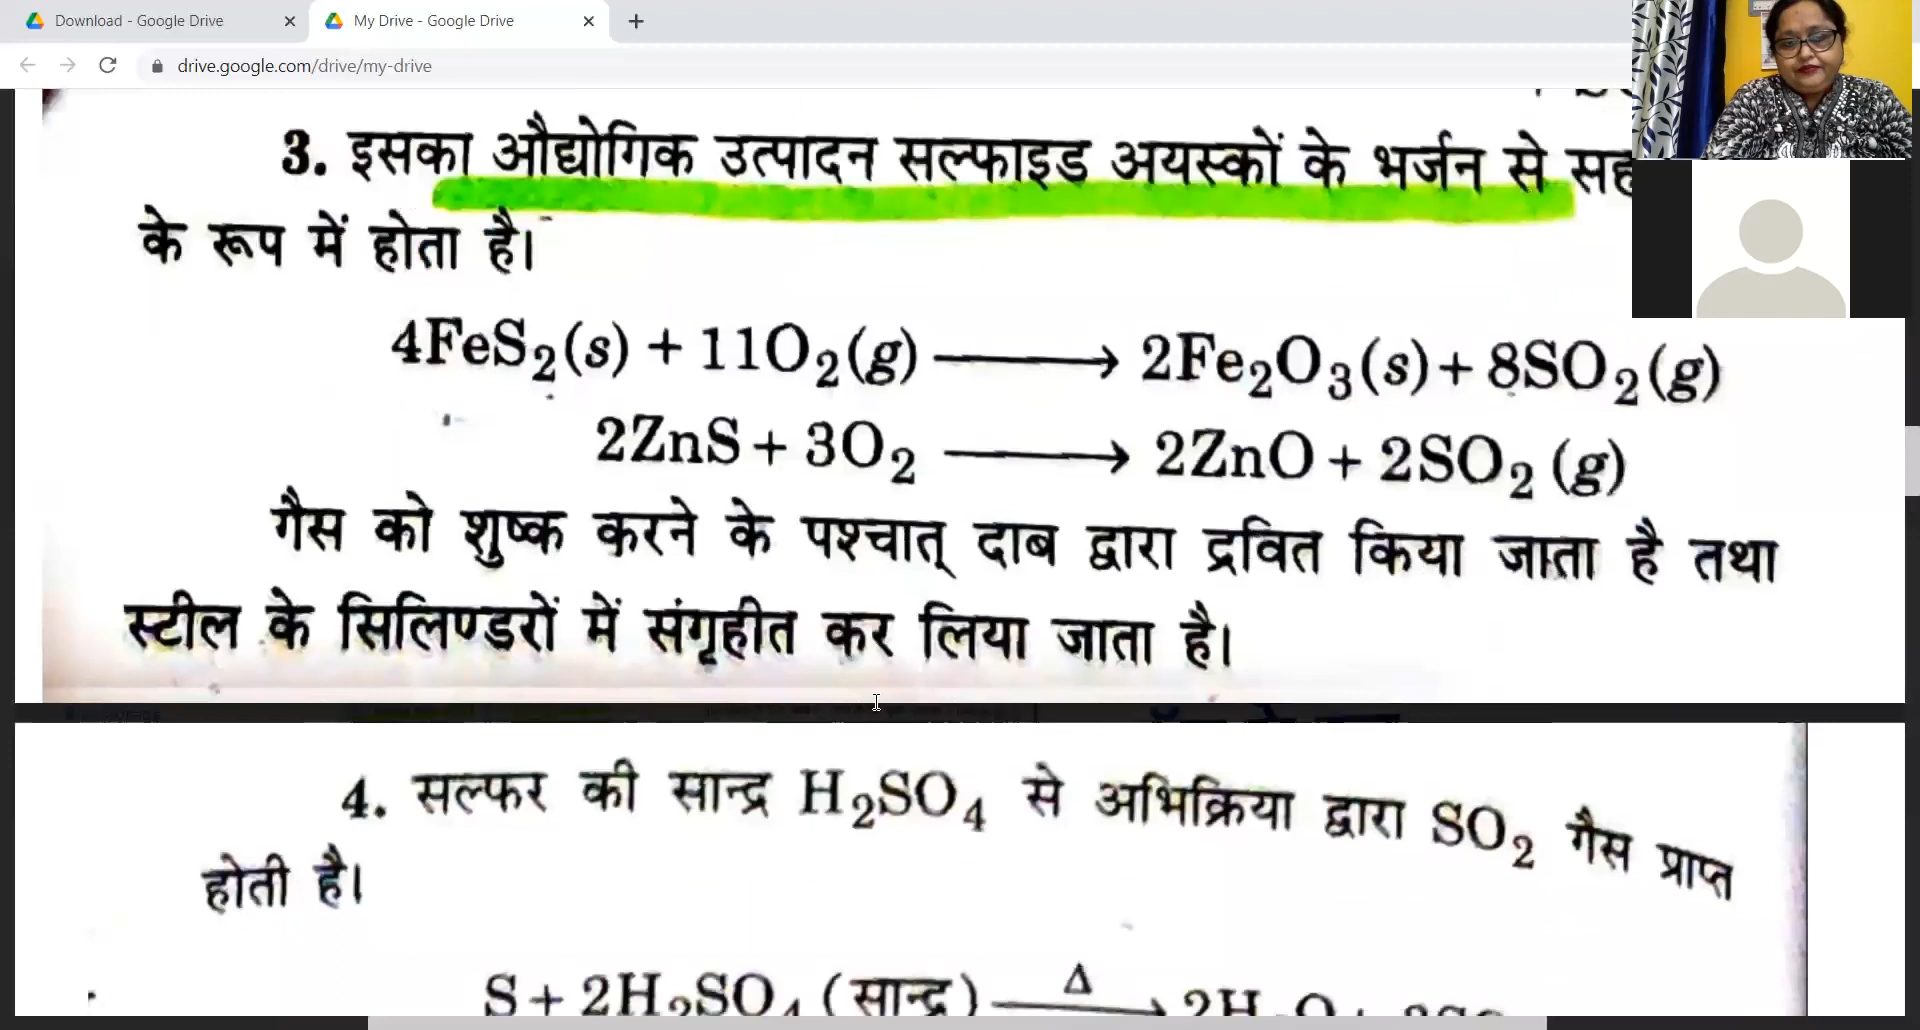 Download - Google Drive
My Drive - Google Drive
drive.google.com/drive/my-drive
3. इसका औद्योगिक उत्पादन सल्फाइड अयस्कों के भर्जन से
के रूप में होता है।
4FeS₂(s) + 11O₂(g) ⟶ 2Fe₂O₃(s) + 8SO₂(g)
2ZnS + 3O₂ ⟶ 2ZnO + 2SO₂ (g)
गैस को शुष्क करने के पश्चात् दाब द्वारा द्रवित किया जाता है तथा
स्टील के सिलिण्डरों में संगृहीत कर लिया जाता है।
4. सल्फर की सान्द्र H₂SO₄ से अभिक्रिया द्वारा SO₂ गैस प्राप्त
होती है।
Δ
S + 2H₂SO₄ (सान्द्र) ⟶